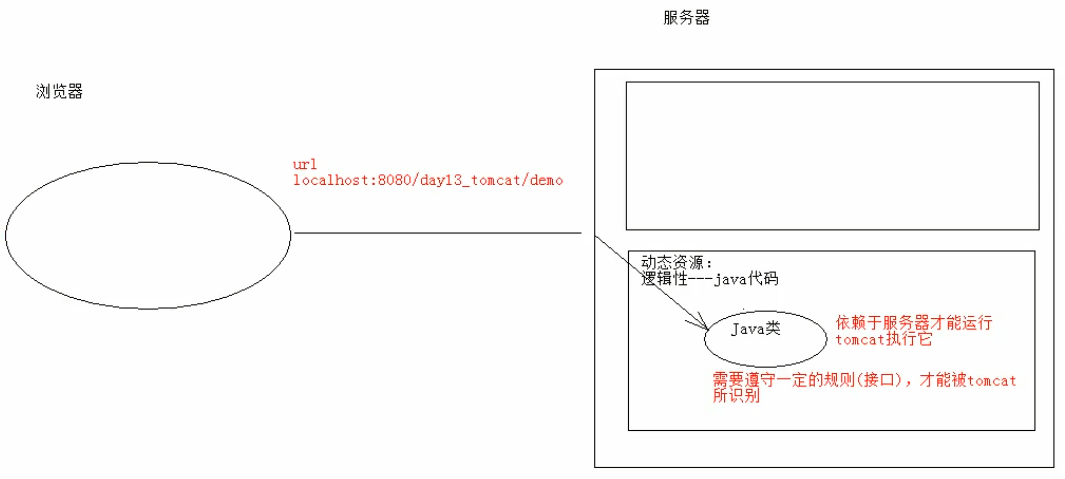 服务器
浏览器
url
localhost:8080/day13_tomcat/demo
动态资源:
逻辑性---java代码
Java类
依赖于服务器才能运行
tomcat执行它
需要遵守一定的规则(接口)，才能被tomcat
所识别